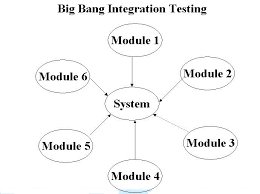 Big Bang Integration Testing
Module 1
Module 6
Module 2
System
Module 5
Module 3
Module 4